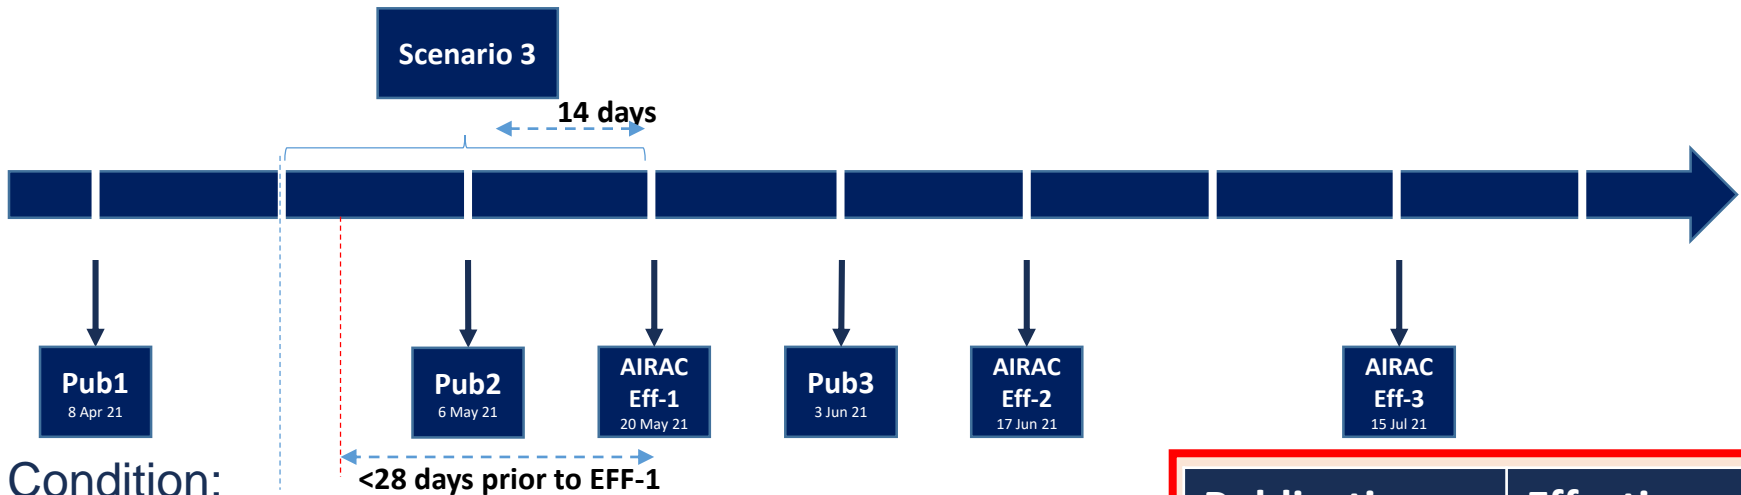 Scenario 3
14 days
Pub1
8 Apr 21
Pub2
6 May 21
AIRAC
Eff-1
20 May 21
Pub3
3 Jun 21
AIRAC
Eff-2
17 Jun 21
AIRAC
Eff-3
15 Jul 21
<28 days prior to EFF-1
Condition: